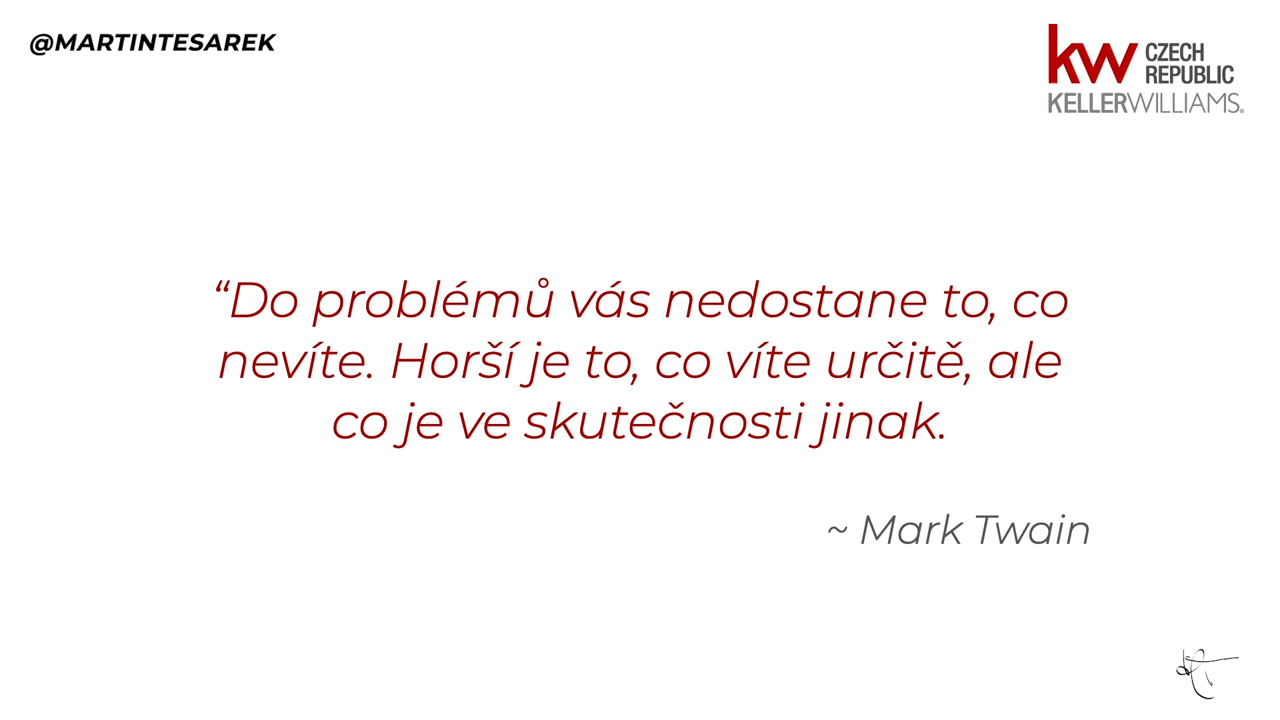 @MARTINTESAREK
kw CZECH
REPUBLIC
KELLERWILLIAMS®
“Do problémů vás nedostane to, co
nevíte. Horší je to, co víte určitě, ale
co je ve skutečnosti jinak.
~ Mark Twain